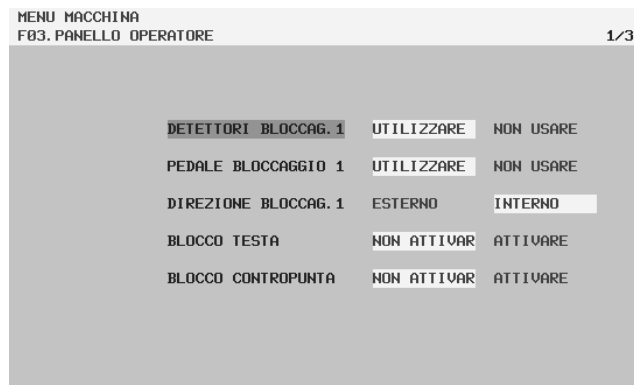 MENU MACCHINA
F03.PANELLO OPERATORE 1/3
DETETTORI BLOCCAG.1 UTILIZZARE NON USARE
PEDALE BLOCCAGGIO 1 UTILIZZARE NON USARE
DIREZIONE BLOCCAG.1 ESTERNO INTERNO
BLOCCO TESTA NON ATTIVAR ATTIVARE
BLOCCO CONTROPUNTA NON ATTIVAR ATTIVARE